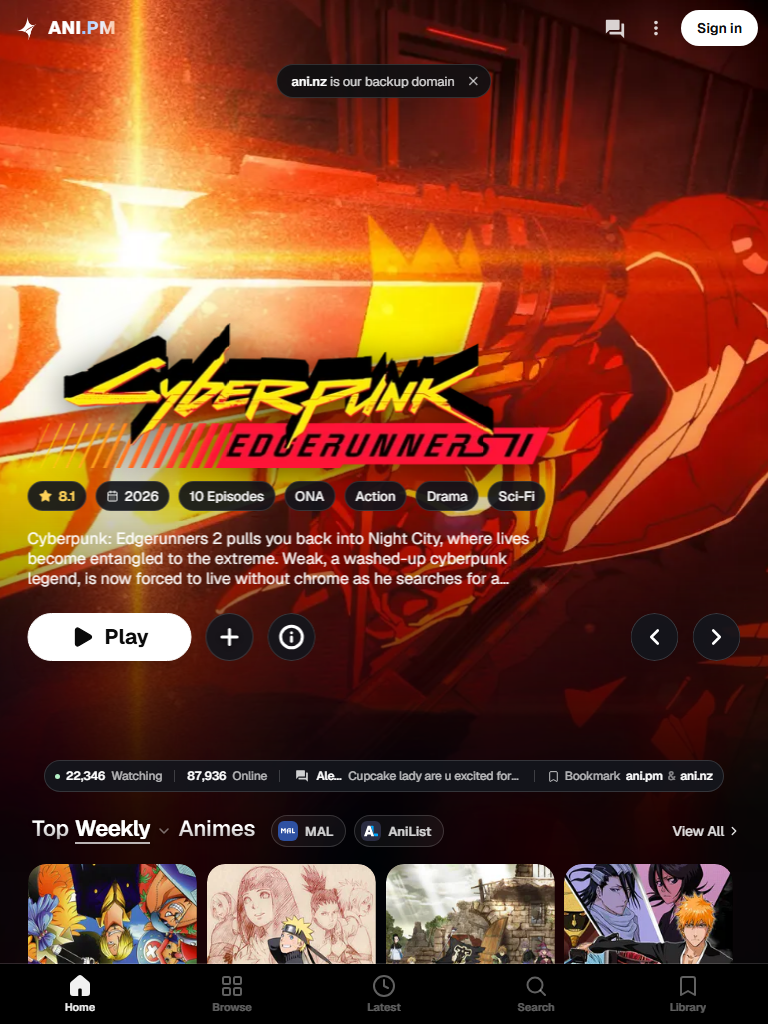 ANI.PM
Sign in
ani.nz is our backup domain
CYBERPUNK
EDGERUNNERS II
8.1
2026
10 Episodes
ONA
Action
Drama
Sci-Fi
Cyberpunk: Edgerunners 2 pulls you back into Night City, where lives
become entangled to the extreme. Weak, a washed-up cyberpunk
legend, is now forced to live without chrome as he searches for a...
Play
22,346 Watching
87,936 Online
Ale... Cupcake lady are u excited for...
Bookmark ani.pm & ani.nz
Top Weekly Animes
MAL MAL
A. AniList
View All
Home
Browse
Latest
Search
Library